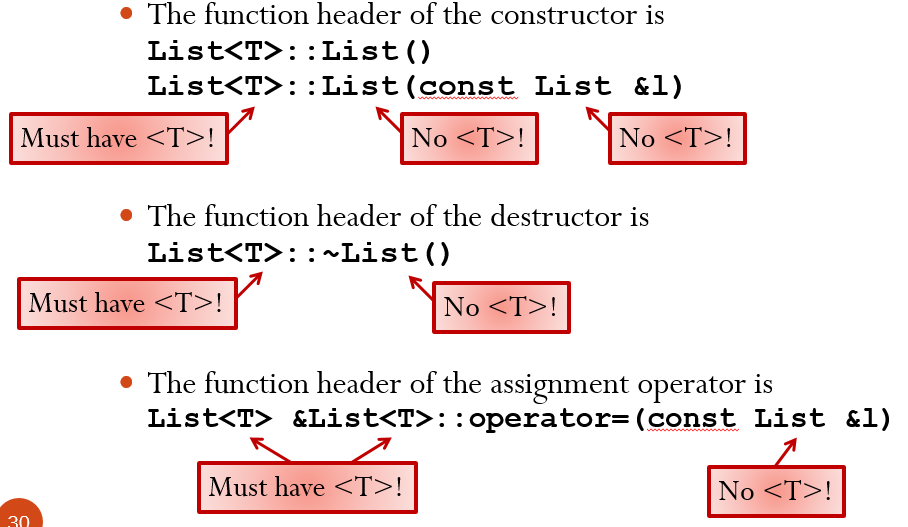 The function header of the constructor is
List<T>::List()
List<T>::List(const List &l)
Must have <T>!
No <T>!
No <T>!
The function header of the destructor is
List<T>::~List()
Must have <T>!
No <T>!
The function header of the assignment operator is
List<T> &List<T>::operator=(const List &l)
Must have <T>!
No <T>!
30